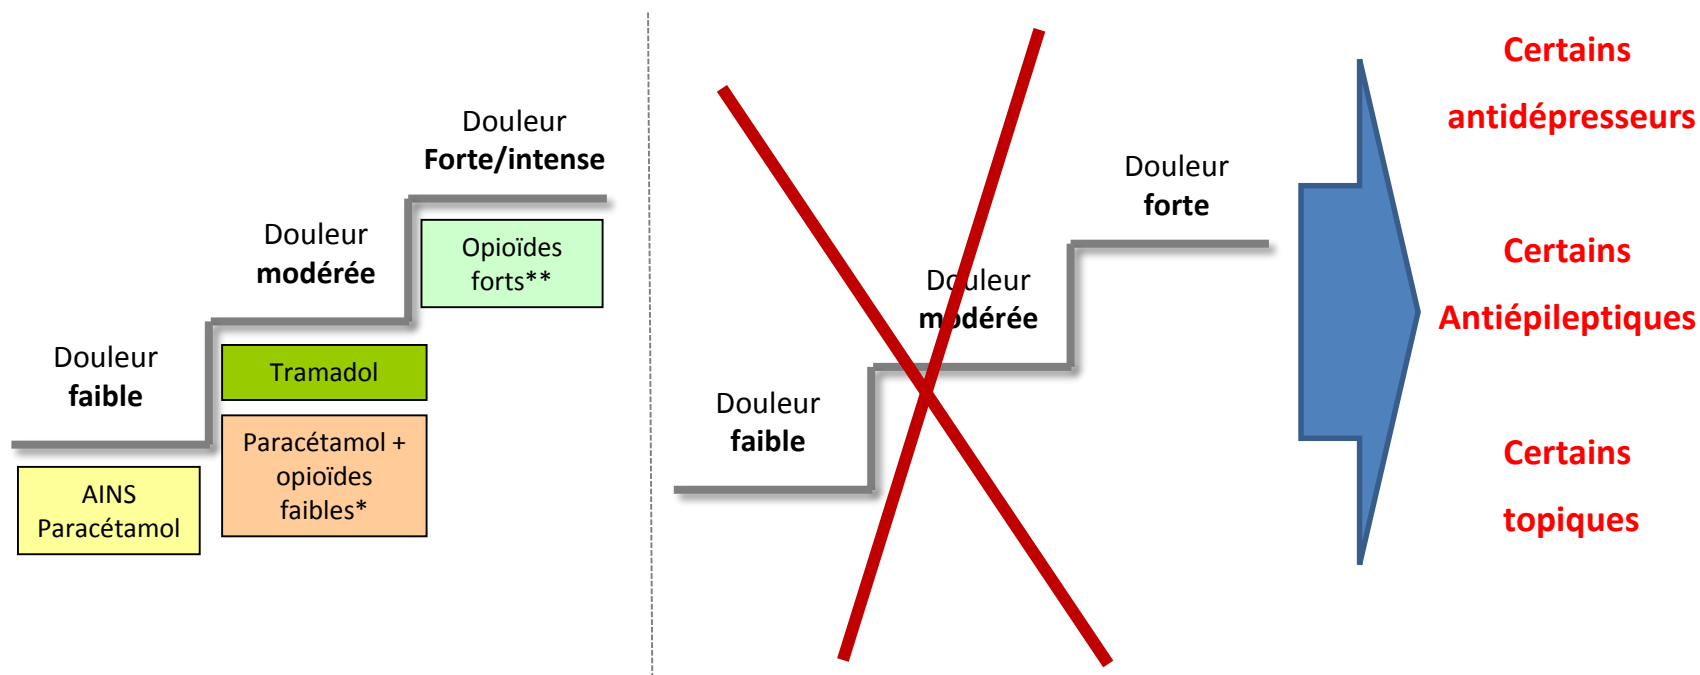 Douleur
Forte/intense
Douleur
modérée
Opioïdes
forts**
Douleur
faible
Tramadol
Paracétamol +
opioïdes
faibles*
AINS
Paracétamol
Douleur
forte
Douleur
modérée
Douleur
faible
Certains
antidépresseurs
Certains
Antiépileptiques
Certains
topiques